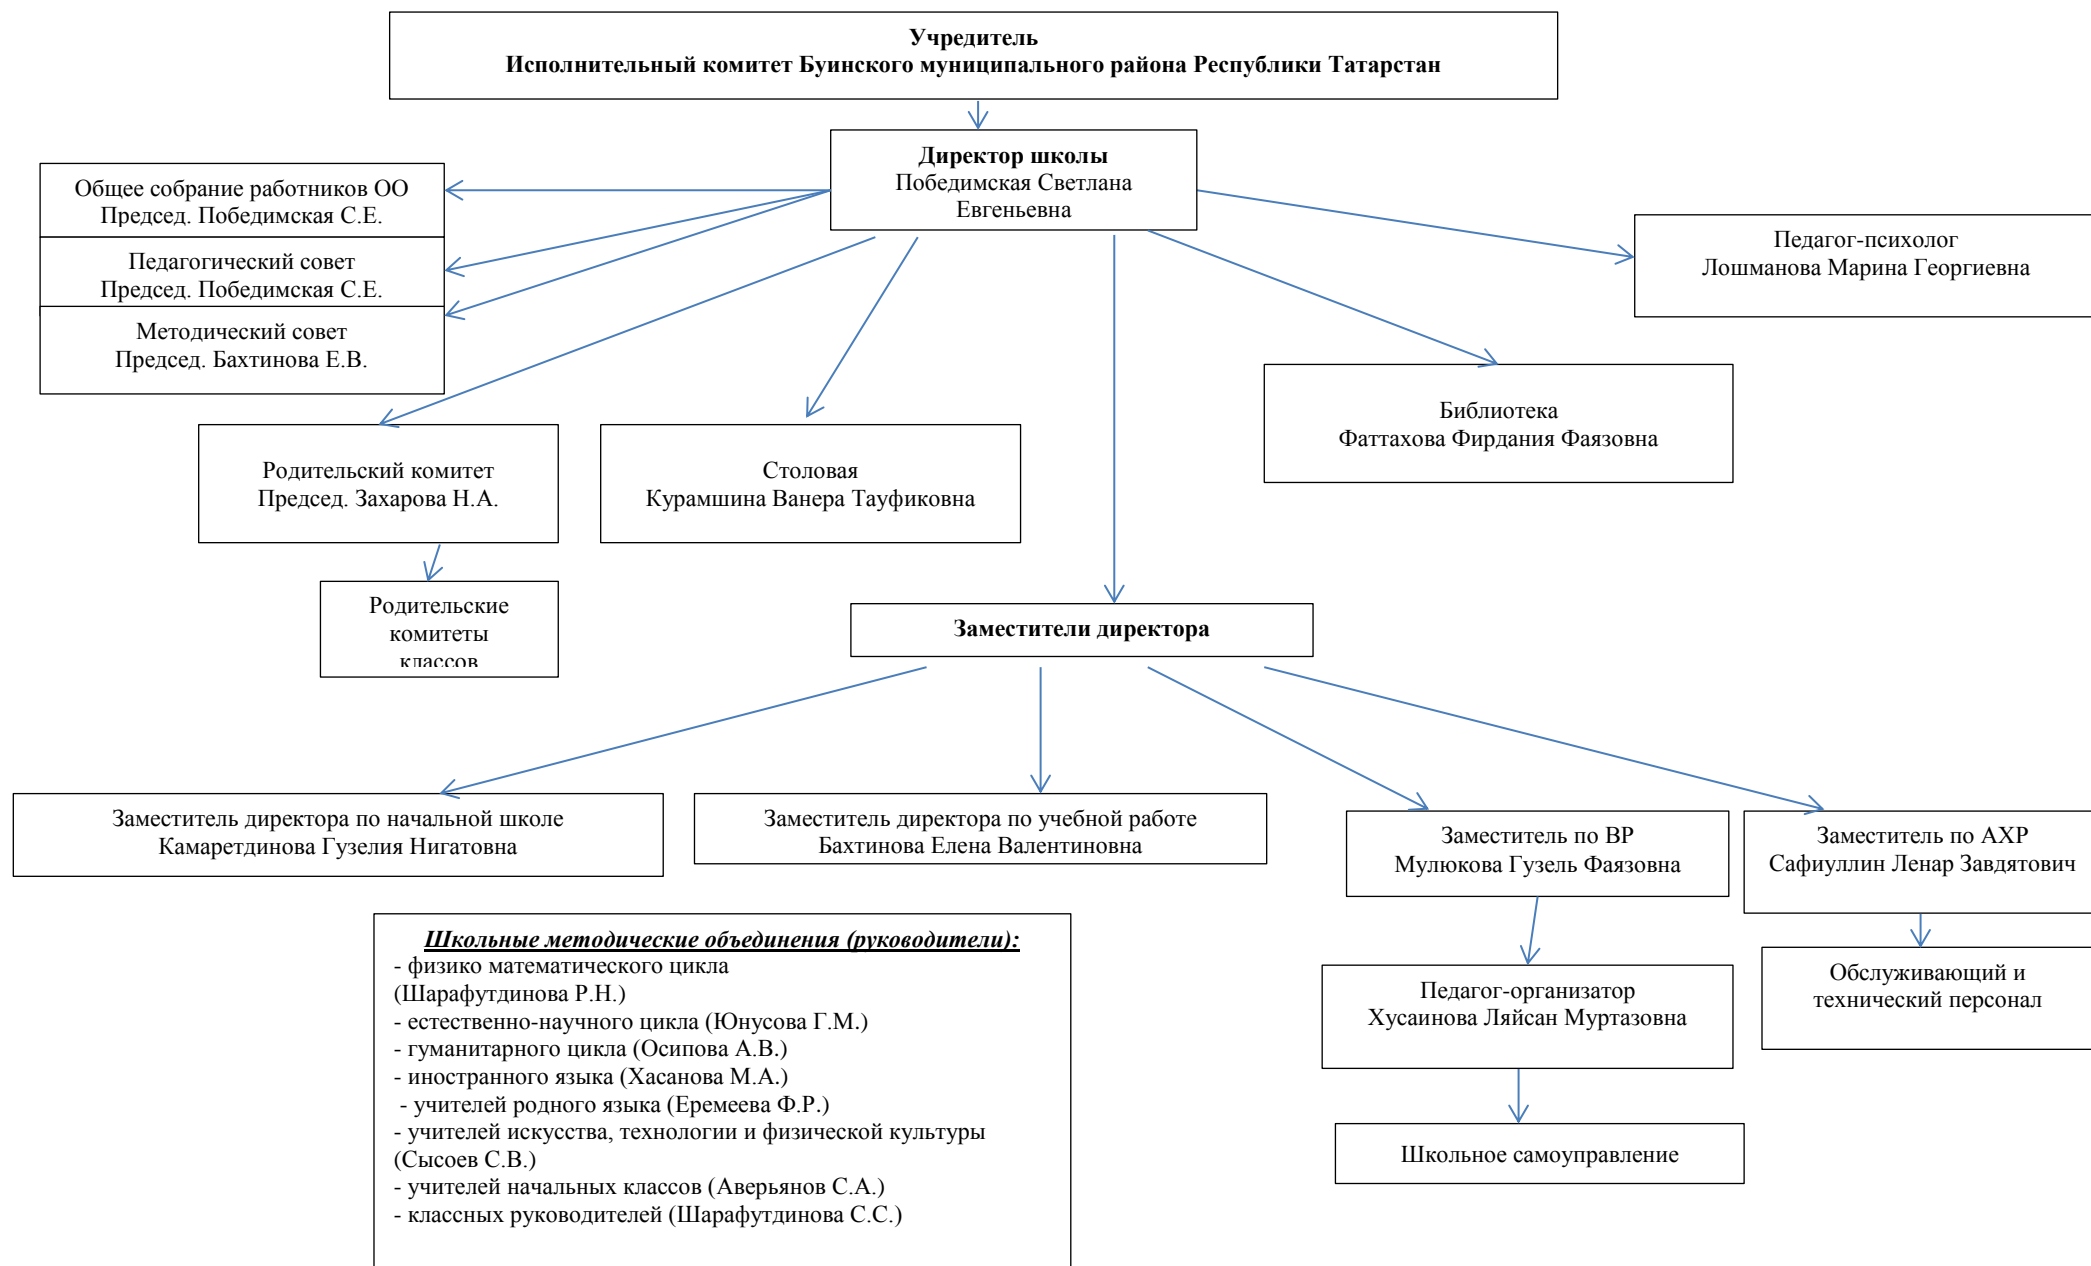 Учредитель
Исполнительный комитет Буинского муниципального района Республики Татарстан
Директор школы
Победимская Светлана
Евгеньевна
Общее собрание работников ОО
Председ. Победимская С.Е.
Педагогический совет
Председ. Победимская С.Е.
Методический совет
Председ. Бахтинова Е.В.
Педагог-психолог
Лошманова Марина Георгиевна
Библиотека
Фаттахова Фирдания Фаязовна
Родительский комитет
Председ. Захарова Н.А.
Столовая
Курамшина Ванера Тауфиковна
Родительские
комитеты
классов
Заместители директора
Заместитель директора по начальной школе
Камаретдинова Гузелия Нигатовна
Заместитель директора по учебной работе
Бахтинова Елена Валентиновна
Заместитель по ВР
Мулюкова Гузель Фаязовна
Заместитель по АХР
Сафиуллин Ленар Завдятович
Школьные методические объединения (руководители):
- физико математического цикла
(Шарафутдинова Р.Н.)
- естественно-научного цикла (Юнусова Г.М.)
- гуманитарного цикла (Осипова А.В.)
- иностранного языка (Хасанова М.А.)
- учителей родного языка (Еремеева Ф.Р.)
- учителей искусства, технологии и физической культуры
(Сысоев С.В.)
- учителей начальных классов (Аверьянов С.А.)
- классных руководителей (Шарафутдинова С.С.)
Педагог-организатор
Хусаинова Ляйсан Муртазовна
Обслуживающий и
технический персонал
Школьное самоуправление